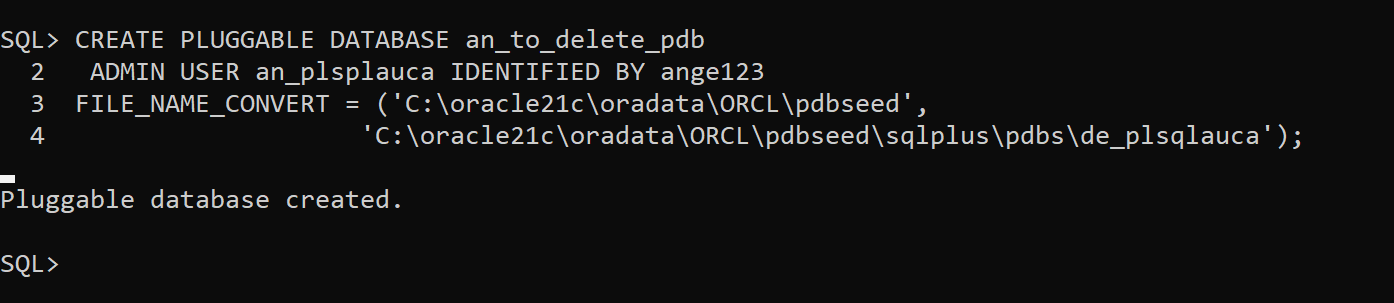 SQL> CREATE PLUGGABLE DATABASE an_to_delete_pdb
  2   ADMIN USER an_plsplauca IDENTIFIED BY ange123
  3  FILE_NAME_CONVERT = ('C:\oracle21c\oradata\ORCL\pdbseed',
  4                     'C:\oracle21c\oradata\ORCL\pdbseed\sqlplus\pdbs\de_plsqlauca');
Pluggable database created.
SQL>